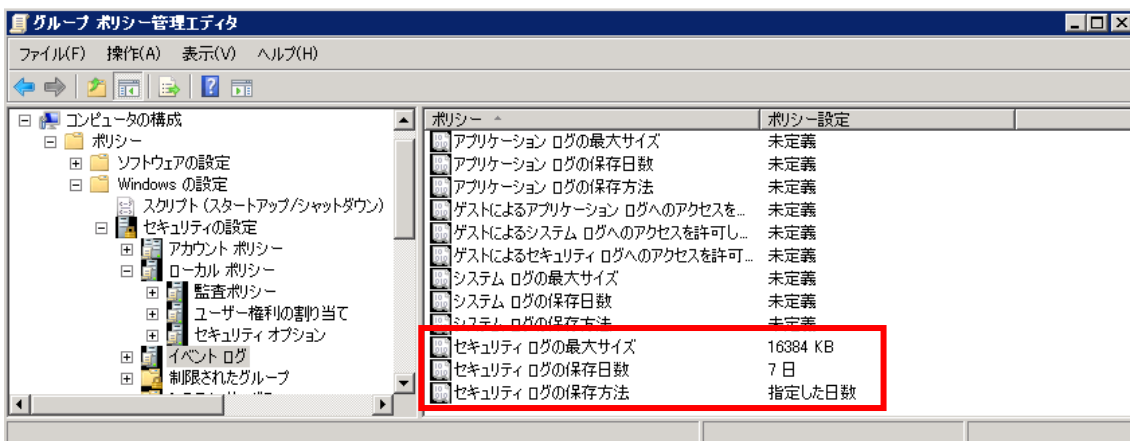 グループ ポリシー管理エディタ
ファイル(F) 操作(A) 表示(V) ヘルプ(H)
コンピュータの構成
ポリシー
ソフトウェアの設定
Windows の設定
スクリプト (スタートアップ/シャットダウン)
セキュリティの設定
アカウント ポリシー
ローカル ポリシー
監査ポリシー
ユーザー権利の割り当て
セキュリティ オプション
イベント ログ
制限されたグループ
ポリシー ポリシー設定
アプリケーション ログの最大サイズ 未定義
アプリケーション ログの保存日数 未定義
アプリケーション ログの保存方法 未定義
ゲストによるアプリケーション ログへのアクセスを... 未定義
ゲストによるシステム ログへのアクセスを許可し... 未定義
ゲストによるセキュリティ ログへのアクセスを許可... 未定義
システム ログの最大サイズ 未定義
システム ログの保存日数 未定義
システム ログの保存方法 未定義
セキュリティ ログの最大サイズ 16384 KB
セキュリティ ログの保存日数 7 日
セキュリティ ログの保存方法 指定した日数